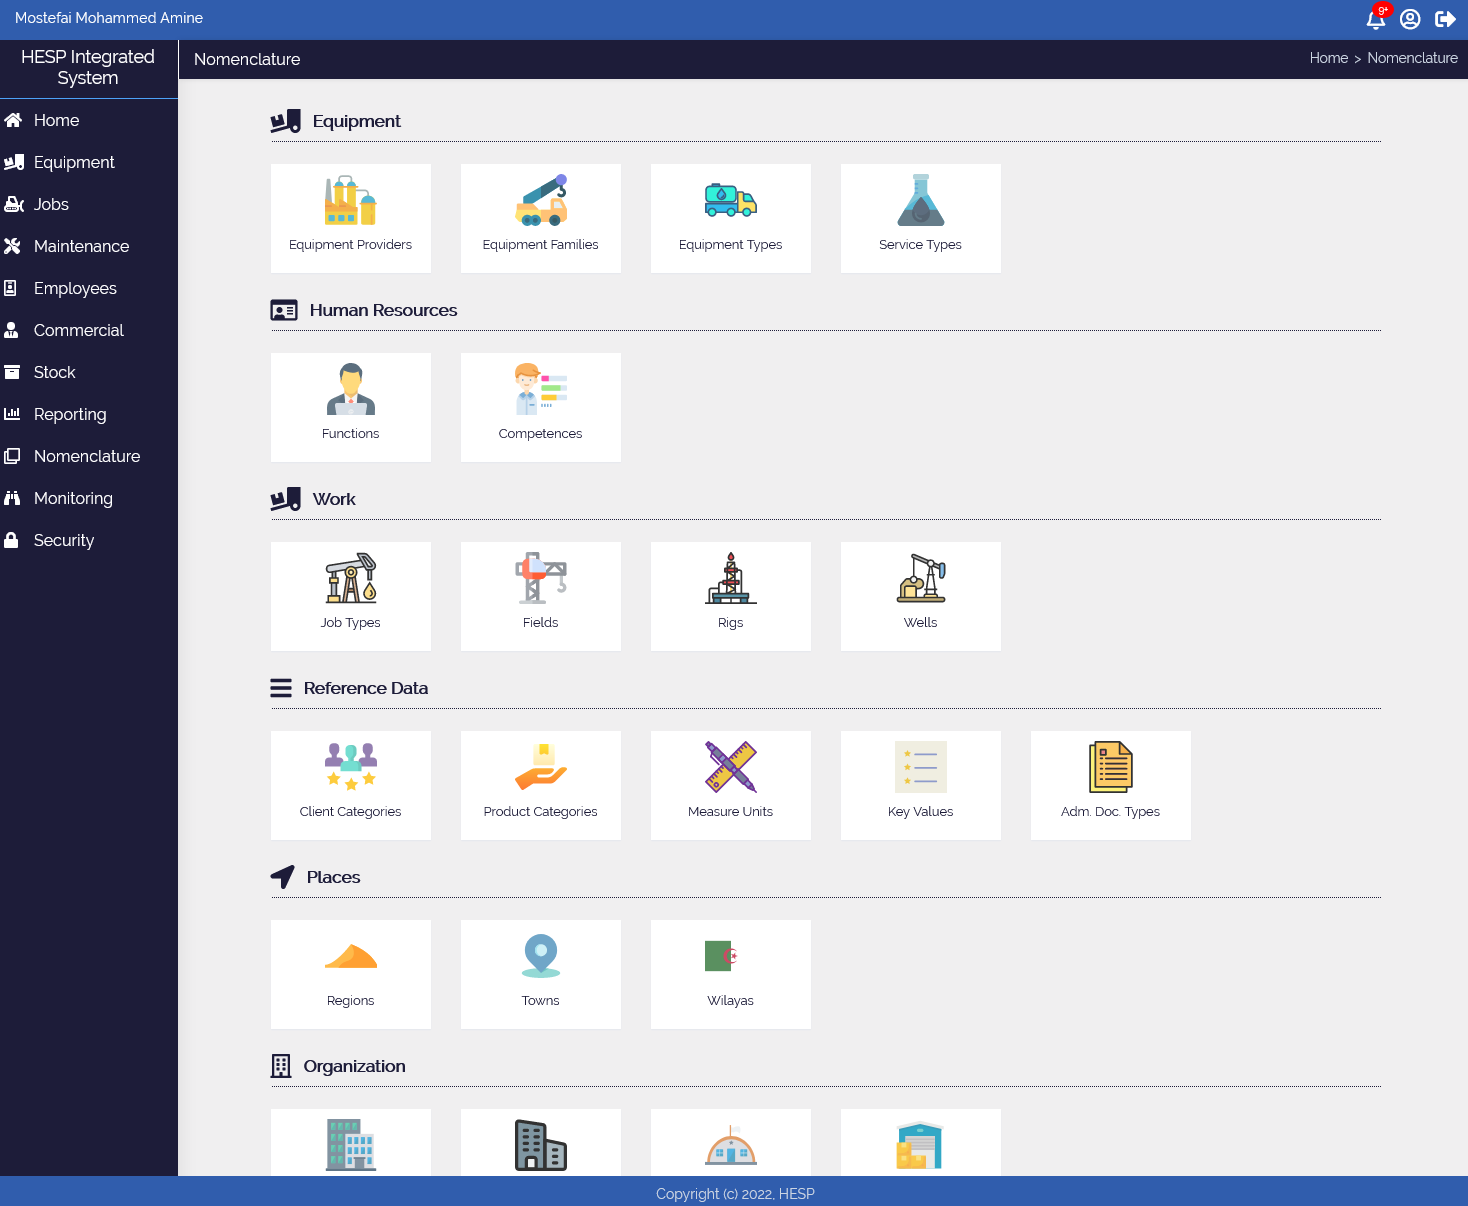 Mostefai Mohammed Amine
9+
HESP Integrated
System
Nomenclature
Home > Nomenclature
Home
Equipment
Jobs
Maintenance
Employees
Commercial
Stock
Reporting
Nomenclature
Monitoring
Security
Equipment
Equipment Providers
Equipment Families
Equipment Types
Service Types
Human Resources
Functions
Competences
Work
Job Types
Fields
Rigs
Wells
Reference Data
Client Categories
Product Categories
Measure Units
Key Values
Adm. Doc. Types
Places
Regions
Towns
Wilayas
Organization
Copyright (c) 2022, HESP